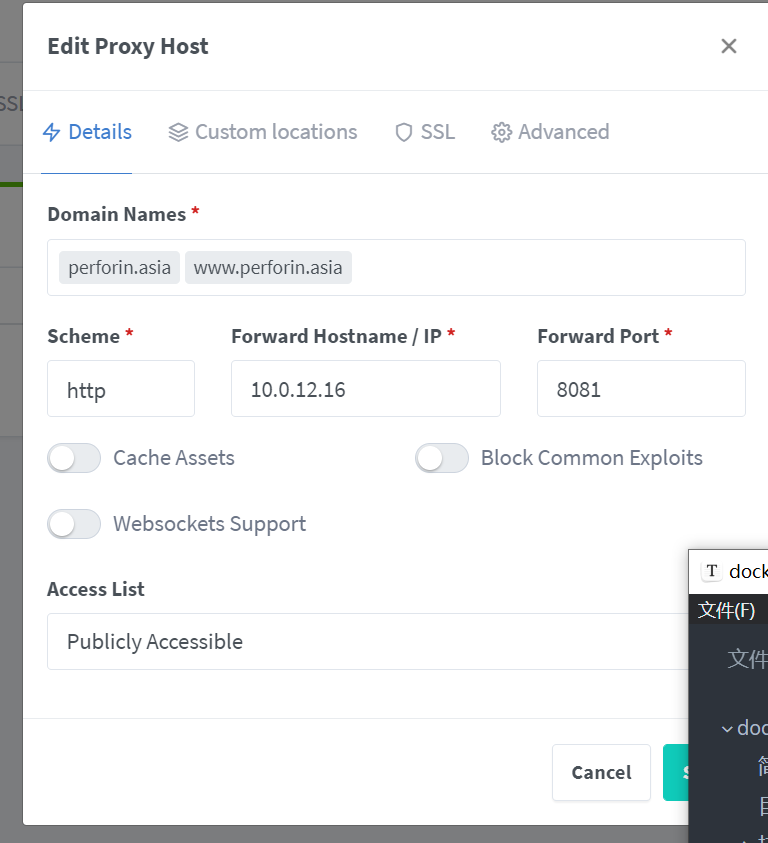 Edit Proxy Host
SSL
Details Custom locations SSL Advanced
Domain Names *
perforin.asia www.perforin.asia
Scheme * Forward Hostname / IP * Forward Port *
http 10.0.12.16 8081
Cache Assets Block Common Exploits
Websockets Support
Access List
T dock
文件(F)
Publicly Accessible
文件
doc
Cancel S